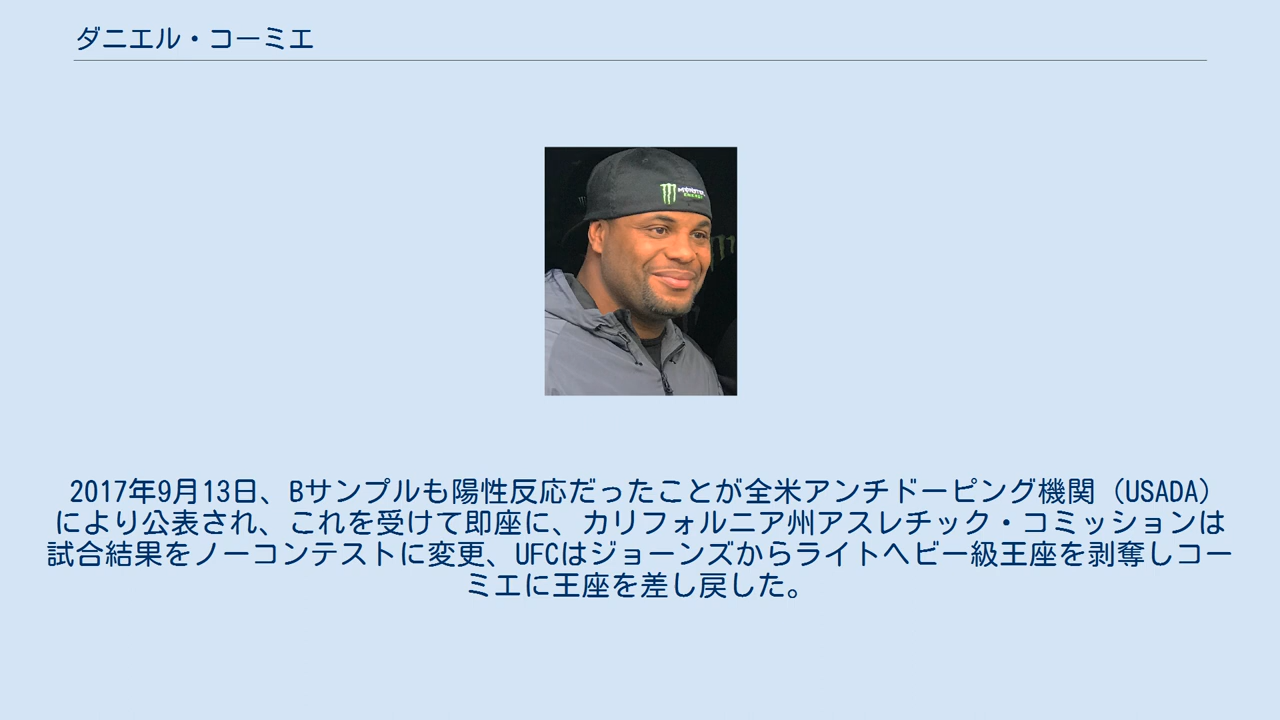 ダニエル・コーミエ
MONSTER
ENERGY
2017年9月13日、Bサンプルも陽性反応だったことが全米アンチドーピング機関（USADA）
により公表され、これを受けて即座に、カリフォルニア州アスレチック・コミッションは
試合結果をノーコンテストに変更、UFCはジョーンズからライトヘビー級王座を剥奪しコー
ミエに王座を差し戻した。